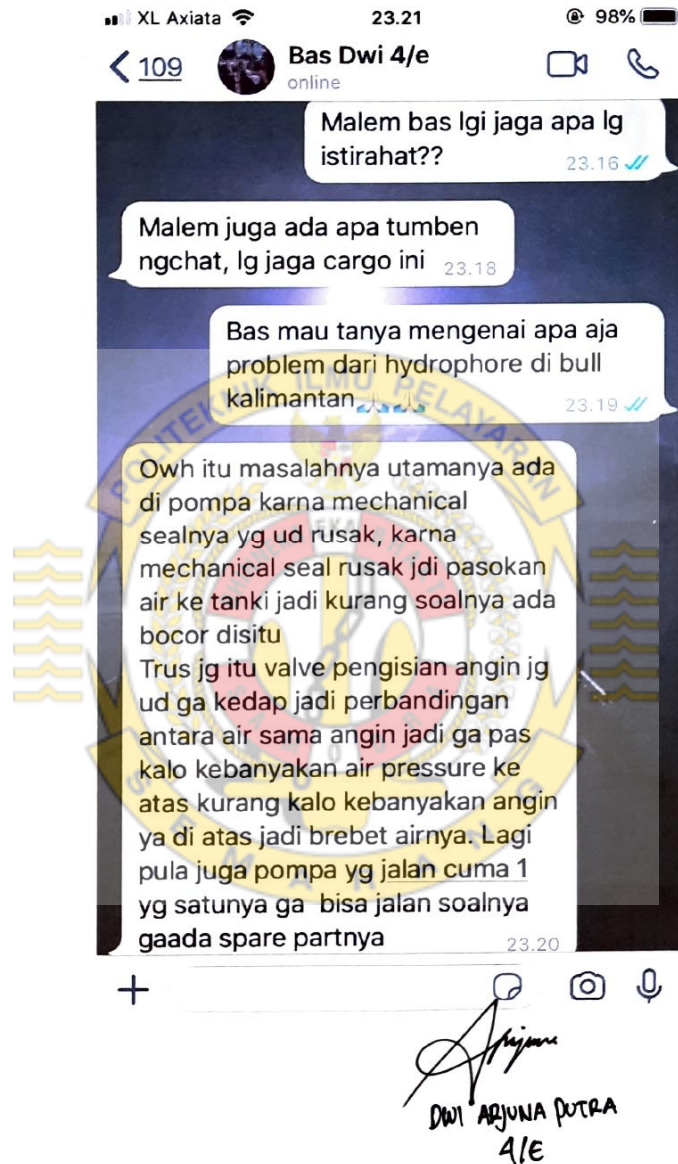 XL Axiata 23.21 98%
109 Bas Dwi 4/e
online
Malem bas lgi jaga apa lg
istirahat??
23.16
Malem juga ada apa tumben
ngchat, lg jaga cargo ini 23.18
Bas mau tanya mengenai apa aja
problem dari hydrophore di bull
kalimantan🙏🏻🙏🏻 23.19
Owh itu masalahnya utamanya ada
di pompa karna mechanical
sealnya yg ud rusak, karna
mechanical seal rusak jdi pasokan
air ke tanki jadi kurang soalnya ada
bocor disitu
Trus jg itu valve pengisian angin jg
ud ga kedap jadi perbandingan
antara air sama angin jadi ga pas
kalo kebanyakan air pressure ke
atas kurang kalo kebanyakan angin
ya di atas jadi brebet airnya. Lagi
pula juga pompa yg jalan cuma 1
yg satunya ga bisa jalan soalnya
gaada spare partnya 23.20
DWI ARJUNA PUTRA
4/E
POLITEKNIK ILMU PELAYARAN
SEMARANG